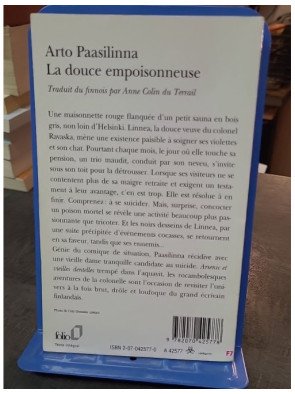 Arto Paasilinna
La douce empoisonneuse
Traduit du finnois par Anne Colin du Terrail
Une maisonnette rouge flanquée d'un petit sauna en bois
gris, non loin d'Helsinki. Linnea, la douce veuve du colonel
Ravaska, mène une existence paisible à soigner ses violettes
et son chat. Pourtant chaque mois, le jour où elle touche sa
pension, un trio maudit, conduit par son neveu, s'invite
sous son toit pour la détrousser. Lorsque ses visiteurs ne se
contentent plus de sa maigre retraite et exigent un testa-
ment à leur avantage, c'en est trop. Elle est résolue à en
finir. Comprenez : à se suicider. Mais, surprise, concocter
un poison mortel se révèle une activité beaucoup plus pas-
sionnante que tricoter. Et les noirs desseins de Linnea, par
une suite précipitée d'événements cocasses, se retournent
en sa faveur, tandis que ses ennemis...
Génie du comique de situation, Paasilinna récidive avec
une vieille dame tranquille candidate au suicide. Arsenic et
vieilles dentelles trempé dans l'aquavit, les rocambolesques
aventures de la colonelle sont l'occasion de revisiter l'uni-
vers à la fois brut, drôle et loufoque du grand écrivain
finlandais.
folio
Texte intégral
9 782070 425778
ISBN 2-07-042577-0
A 42577
F7